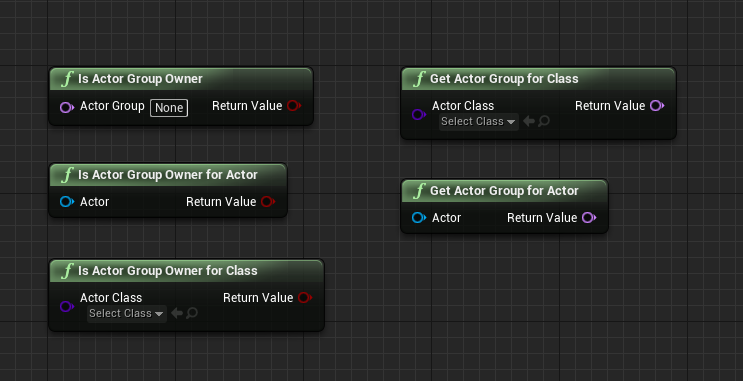 f Is Actor Group Owner
Actor Group None Return Value
f Is Actor Group Owner for Actor
Actor Return Value
f Is Actor Group Owner for Class
Actor Class Return Value
Select Class
f Get Actor Group for Class
Actor Class Return Value
Select Class
f Get Actor Group for Actor
Actor Return Value